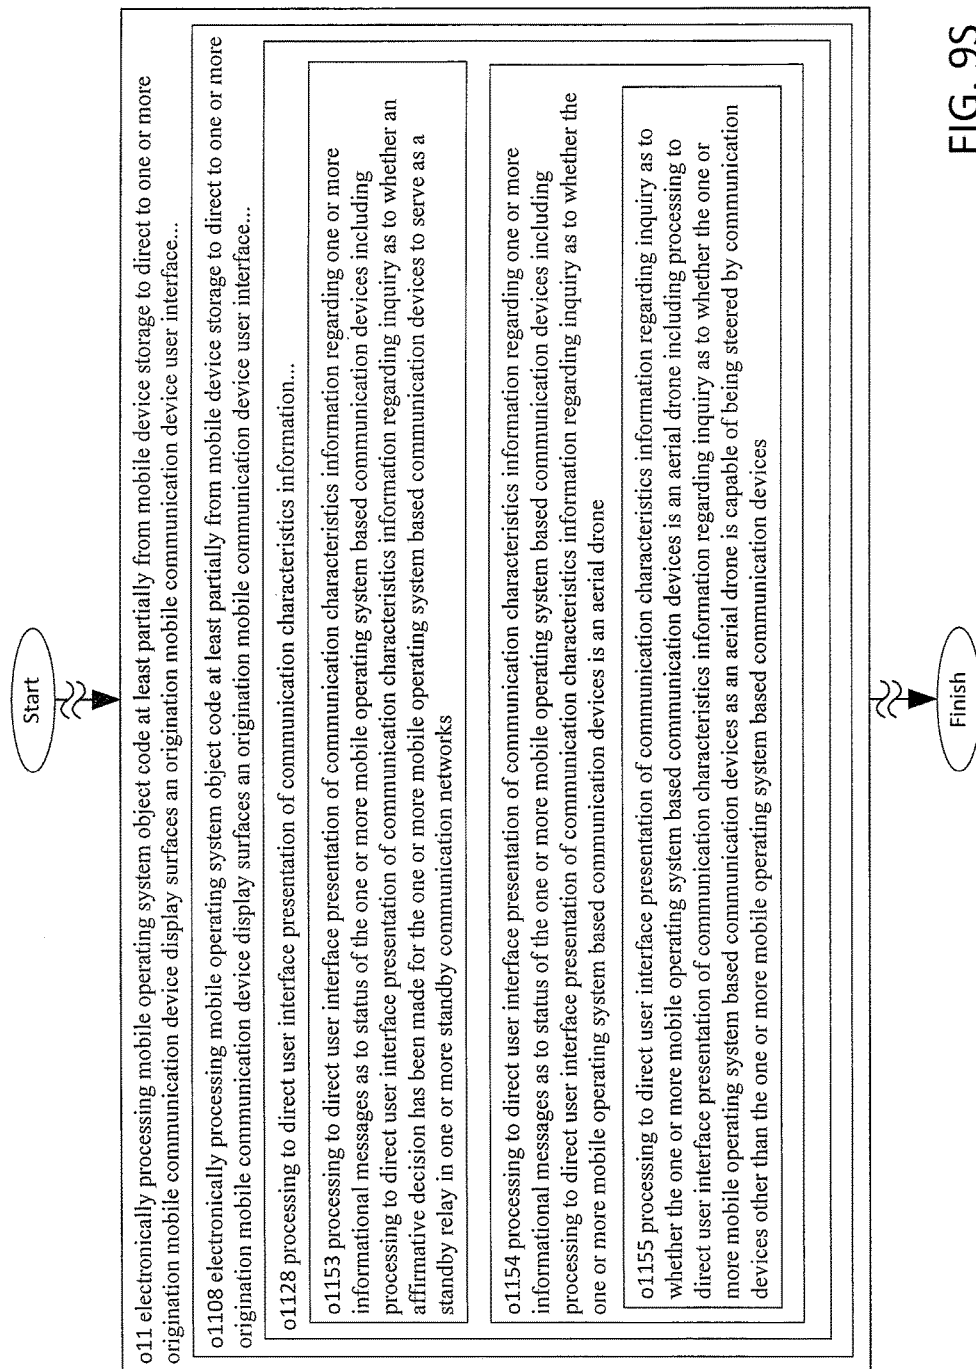 Start
o11 electronically processing mobile operating system object code at least partially from mobile device storage to direct to one or more
origination mobile communication device display surfaces an origination mobile communication device user interface...
o1108 electronically processing mobile operating system object code at least partially from mobile device storage to direct to one or more
origination mobile communication device display surfaces an origination mobile communication device user interface...
o1128 processing to direct user interface presentation of communication characteristics information...
o1153 processing to direct user interface presentation of communication characteristics information regarding one or more
informational messages as to status of the one or more mobile operating system based communication devices including
processing to direct user interface presentation of communication characteristics information regarding inquiry as to whether an
affirmative decision has been made for the one or more mobile operating system based communication devices to serve as a
standby relay in one or more standby communication networks
o1154 processing to direct user interface presentation of communication characteristics information regarding one or more
informational messages as to status of the one or more mobile operating system based communication devices including
processing to direct user interface presentation of communication characteristics information regarding inquiry as to whether the
one or more mobile operating system based communication devices is an aerial drone
o1155 processing to direct user interface presentation of communication characteristics information regarding inquiry as to
whether the one or more mobile operating system based communication devices is an aerial drone including processing to
direct user interface presentation of communication characteristics information regarding inquiry as to whether the one or
more mobile operating system based communication devices as an aerial drone is capable of being steered by communication
devices other than the one or more mobile operating system based communication devices
Finish
FIG. 9S